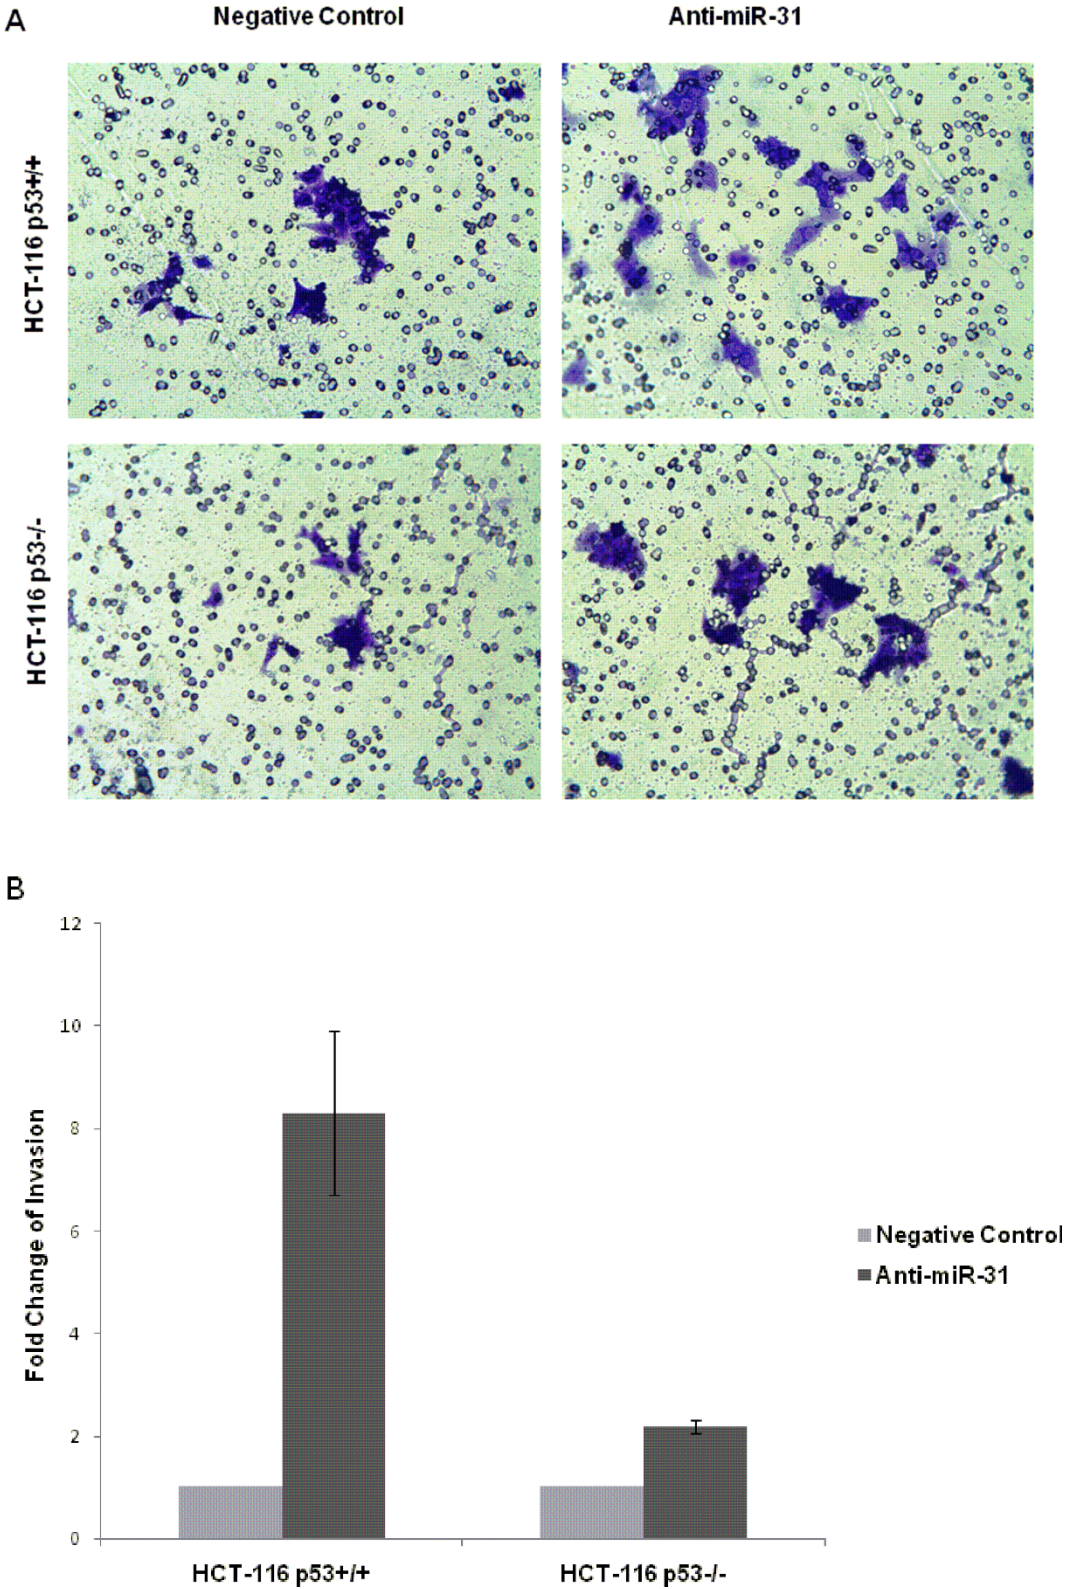 A
Negative Control
Anti-miR-31
HCT-116 p53+/+
HCT-116 p53-/-
B
12
10
8
6
4
2
0
Fold Change of Invasion
Negative Control
Anti-miR-31
HCT-116 p53+/+
HCT-116 p53-/-